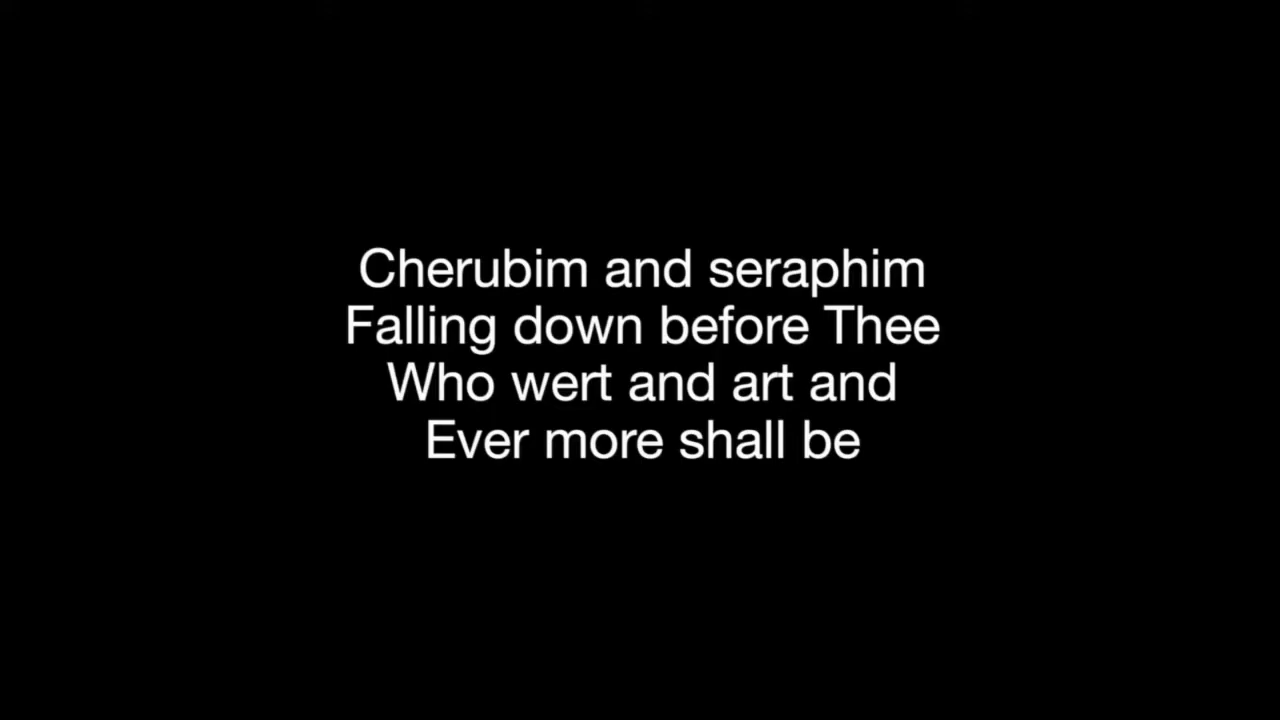 Cherubim and seraphim
Falling down before Thee
Who wert and art and
Ever more shall be